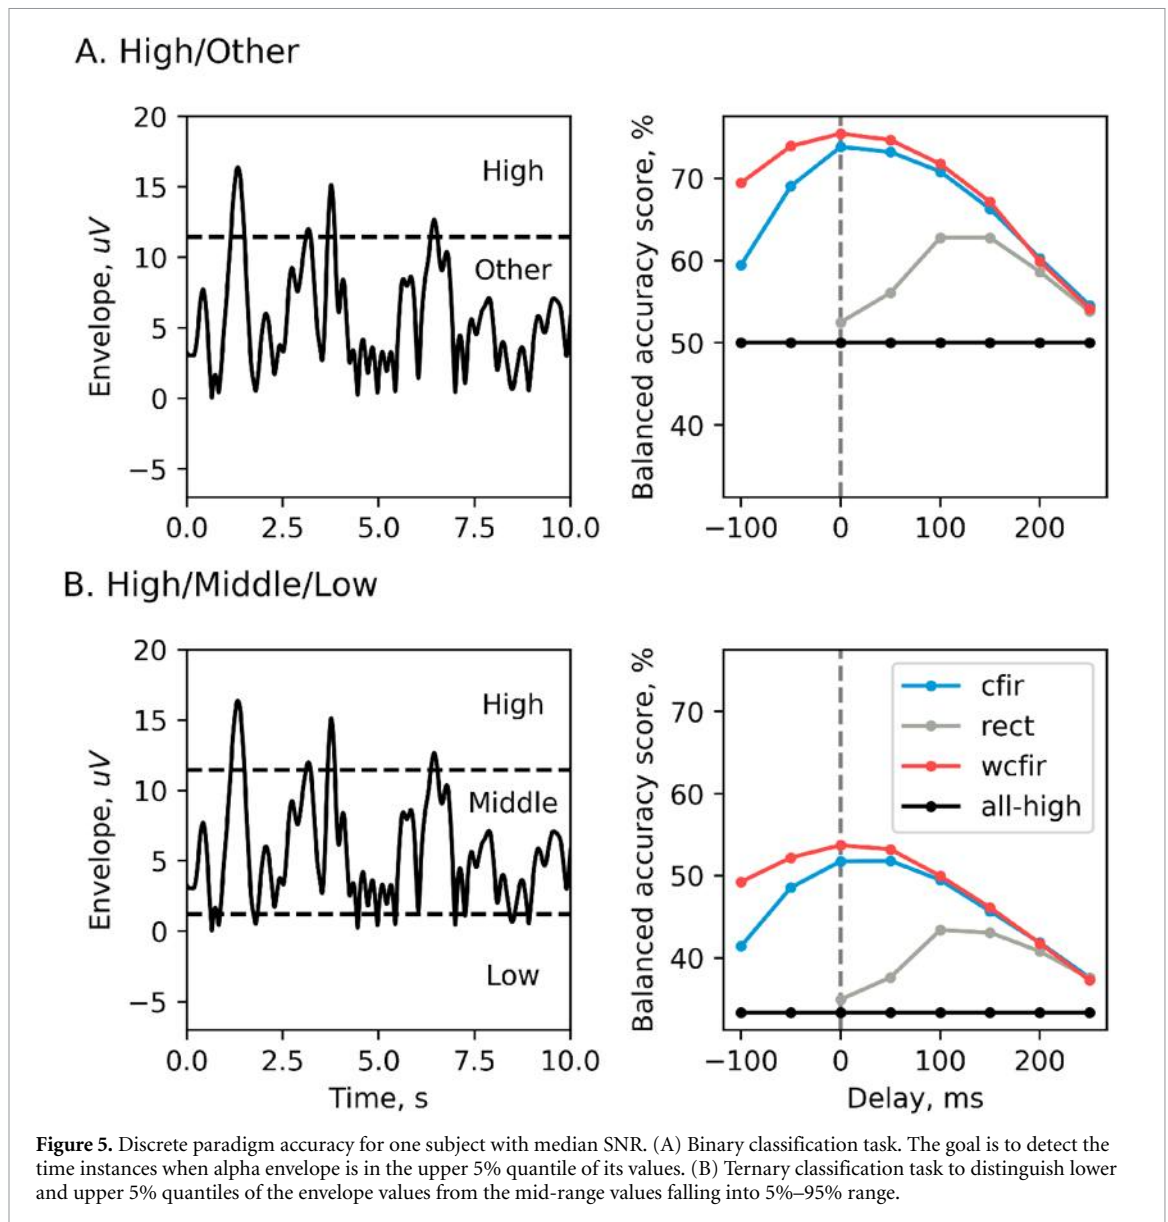 A. High/Other
20
15
10
5
0
−5
Envelope, uV
High
Other
0.0 2.5 5.0 7.5 10.0
Balanced accuracy score, %
70
60
50
40
−100 0 100 200
B. High/Middle/Low
20
15
10
5
0
−5
Envelope, uV
High
Middle
Low
0.0 2.5 5.0 7.5 10.0
Time, s
Balanced accuracy score, %
70
60
50
40
cfir
rect
wcfir
all-high
−100 0 100 200
Delay, ms
Figure 5. Discrete paradigm accuracy for one subject with median SNR. (A) Binary classification task. The goal is to detect the
time instances when alpha envelope is in the upper 5% quantile of its values. (B) Ternary classification task to distinguish lower
and upper 5% quantiles of the envelope values from the mid-range values falling into 5%–95% range.